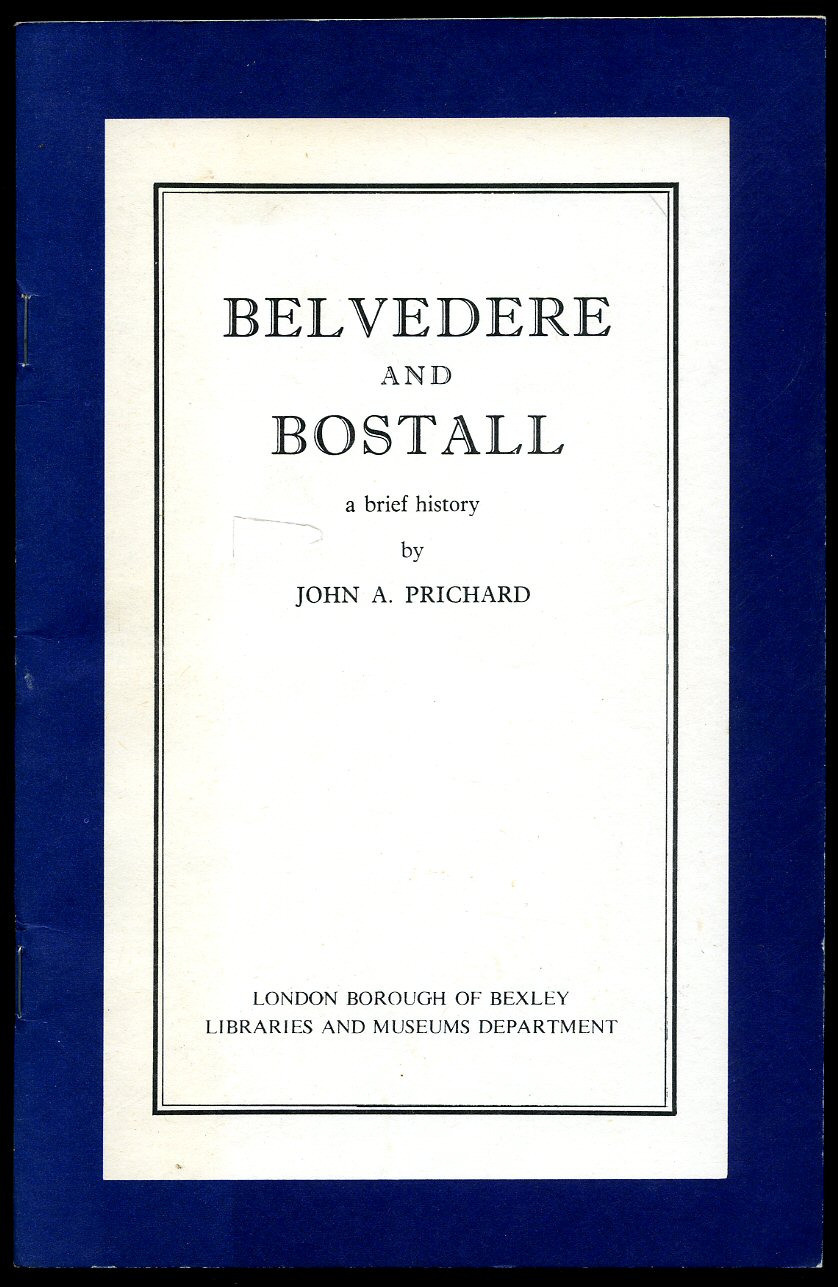 BELVEDERE
AND
BOSTALL
a brief history
by
JOHN A. PRICHARD
LONDON BOROUGH OF BEXLEY
LIBRARIES AND MUSEUMS DEPARTMENT